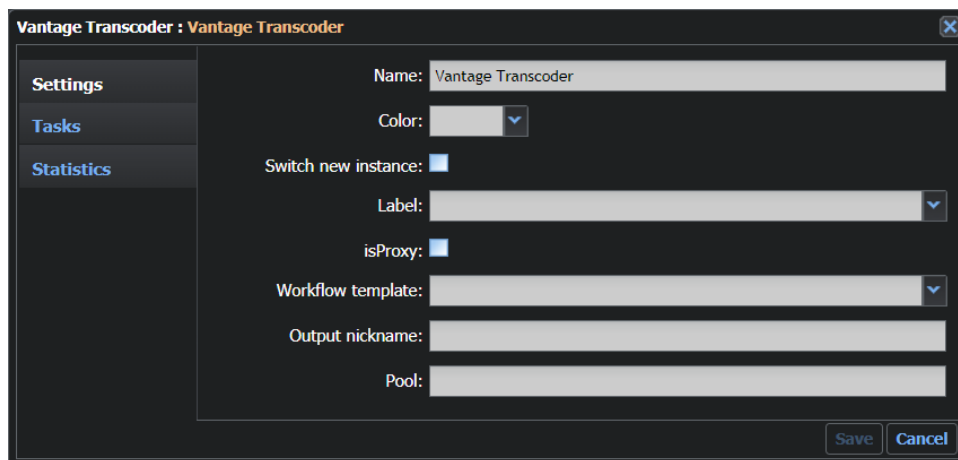 Vantage Transcoder : Vantage Transcoder
Settings
Tasks
Statistics
Name: Vantage Transcoder
Color:
Switch new instance:
Label:
isProxy:
Workflow template:
Output nickname:
Pool:
Save Cancel